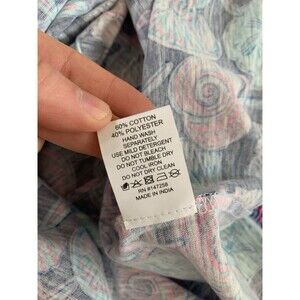 60% COTTON
40% POLYESTER
HAND WASH
SEPARATELY
USE MILD DETERGENT
DO NOT BLEACH
DO NOT TUMBLE DRY
COOL IRON
DO NOT DRY CLEAN
RN #147258
MADE IN INDIA